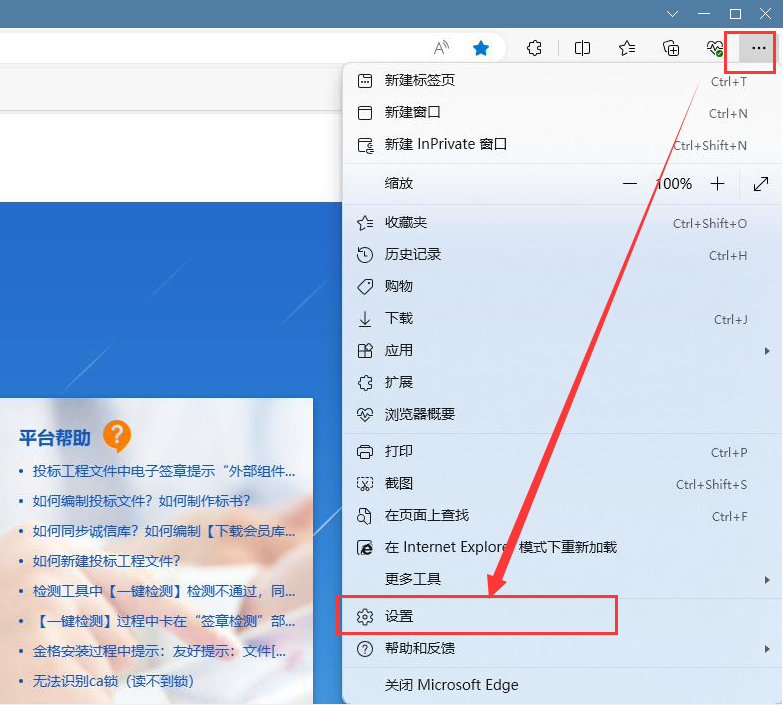 新建标签页 Ctrl+T
新建窗口 Ctrl+N
新建 InPrivate 窗口 Ctrl+Shift+N
缩放 100%
收藏夹 Ctrl+Shift+O
历史记录 Ctrl+H
购物
下载 Ctrl+J
应用
扩展
浏览器概要
打印 Ctrl+P
截图 Ctrl+Shift+S
在页面上查找 Ctrl+F
在 Internet Explorer 模式下重新加载
更多工具
设置
帮助和反馈
关闭 Microsoft Edge
平台帮助
投标工程文件中电子签章提示“外部组件...
如何编制投标文件？如何制作标书？
如何同步诚信库？如何编制【下载会员库...
如何新建投标工程文件？
检测工具中【一键检测】检测不通过，同...
【一键检测】过程中卡在“签章检测”部...
金格安装过程中提示：友好提示：文件[...
无法识别ca锁（读不到锁）